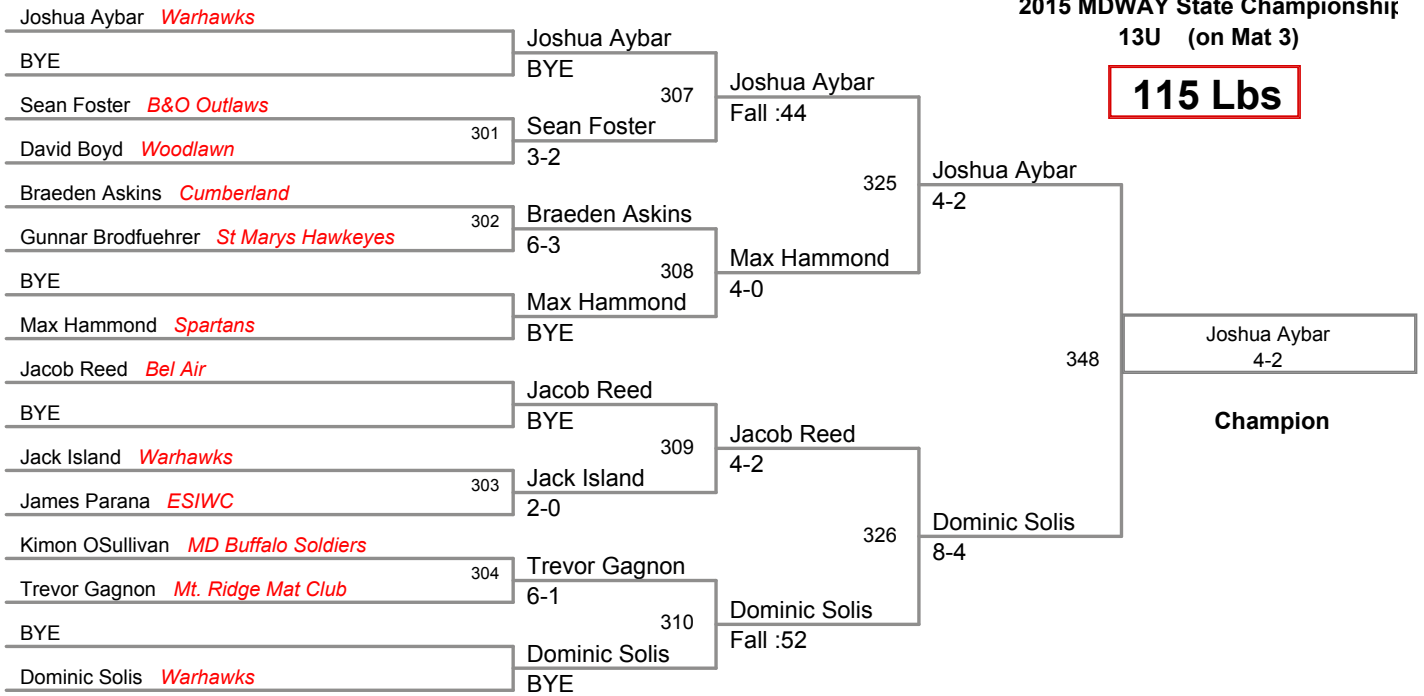 2015 MDWAY State Championship
13U (on Mat 3)
115 Lbs
Joshua Aybar Warhawks
BYE
Sean Foster B&O Outlaws
David Boyd Woodlawn
Braeden Askins Cumberland
Gunnar Brodfuehrer St Marys Hawkeyes
BYE
Max Hammond Spartans
Jacob Reed Bel Air
BYE
Jack Island Warhawks
James Parana ESIWC
Kimon OSullivan MD Buffalo Soldiers
Trevor Gagnon Mt. Ridge Mat Club
BYE
Dominic Solis Warhawks
301
302
303
304
Joshua Aybar
BYE
Sean Foster
3-2
Braeden Askins
6-3
Max Hammond
BYE
Jacob Reed
BYE
Jack Island
2-0
Trevor Gagnon
6-1
Dominic Solis
BYE
307
308
309
310
Joshua Aybar
Fall :44
Max Hammond
4-0
Jacob Reed
4-2
Dominic Solis
Fall :52
325
326
Joshua Aybar
4-2
Dominic Solis
8-4
348
Joshua Aybar
4-2
Champion